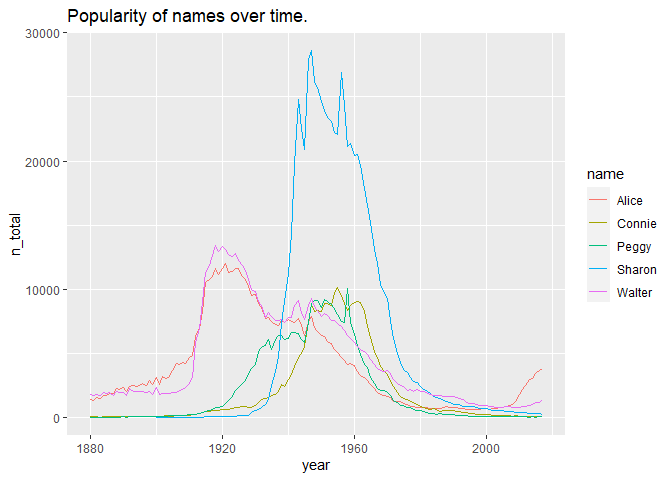 Popularity of names over time.
30000
20000
10000
0
n_total
1880
1920
1960
2000
year
name
Alice
Connie
Peggy
Sharon
Walter